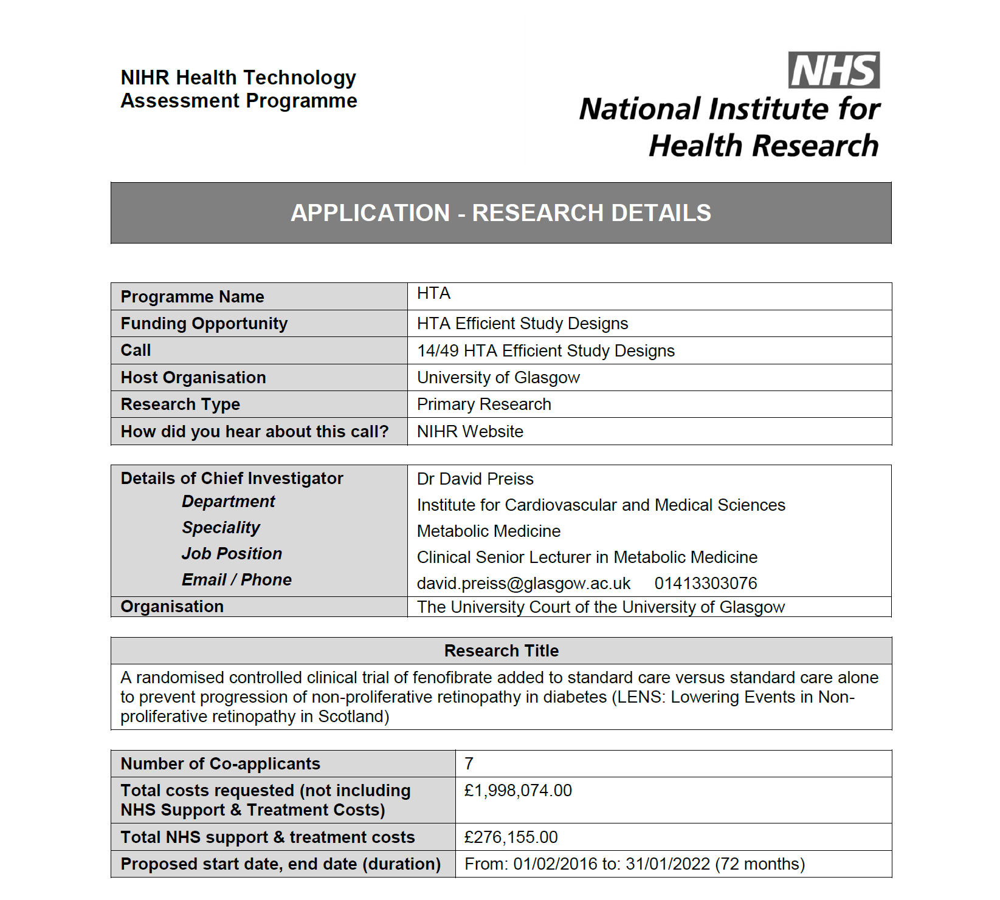 NIHR Health Technology
Assessment Programme
NHS
National Institute for
Health Research
APPLICATION - RESEARCH DETAILS
Programme Name HTA
Funding Opportunity HTA Efficient Study Designs
Call 14/49 HTA Efficient Study Designs
Host Organisation University of Glasgow
Research Type Primary Research
How did you hear about this call? NIHR Website
Details of Chief Investigator Dr David Preiss
Department Institute for Cardiovascular and Medical Sciences
Speciality Metabolic Medicine
Job Position Clinical Senior Lecturer in Metabolic Medicine
Email / Phone david.preiss@glasgow.ac.uk 01413303076
Organisation The University Court of the University of Glasgow
Research Title
A randomised controlled clinical trial of fenofibrate added to standard care versus standard care alone
to prevent progression of non-proliferative retinopathy in diabetes (LENS: Lowering Events in Non-
proliferative retinopathy in Scotland)
Number of Co-applicants 7
Total costs requested (not including £1,998,074.00
NHS Support & Treatment Costs)
Total NHS support & treatment costs £276,155.00
Proposed start date, end date (duration) From: 01/02/2016 to: 31/01/2022 (72 months)